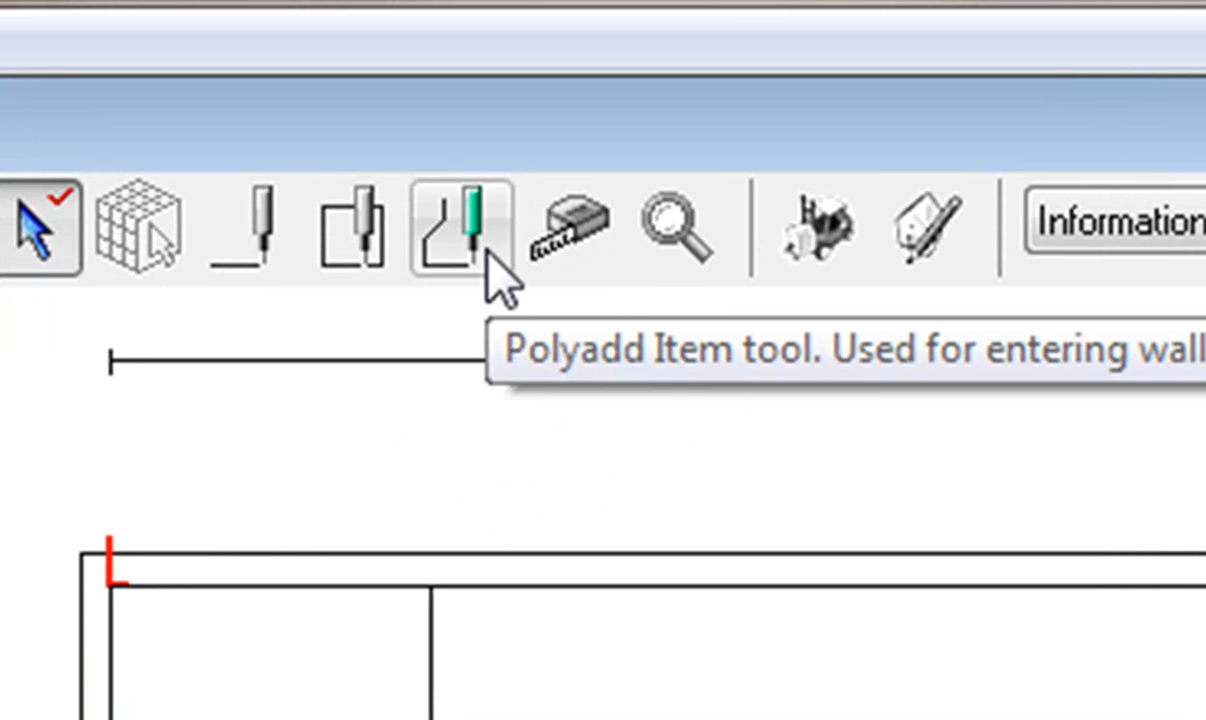 Information
Polyadd Item tool. Used for entering wall